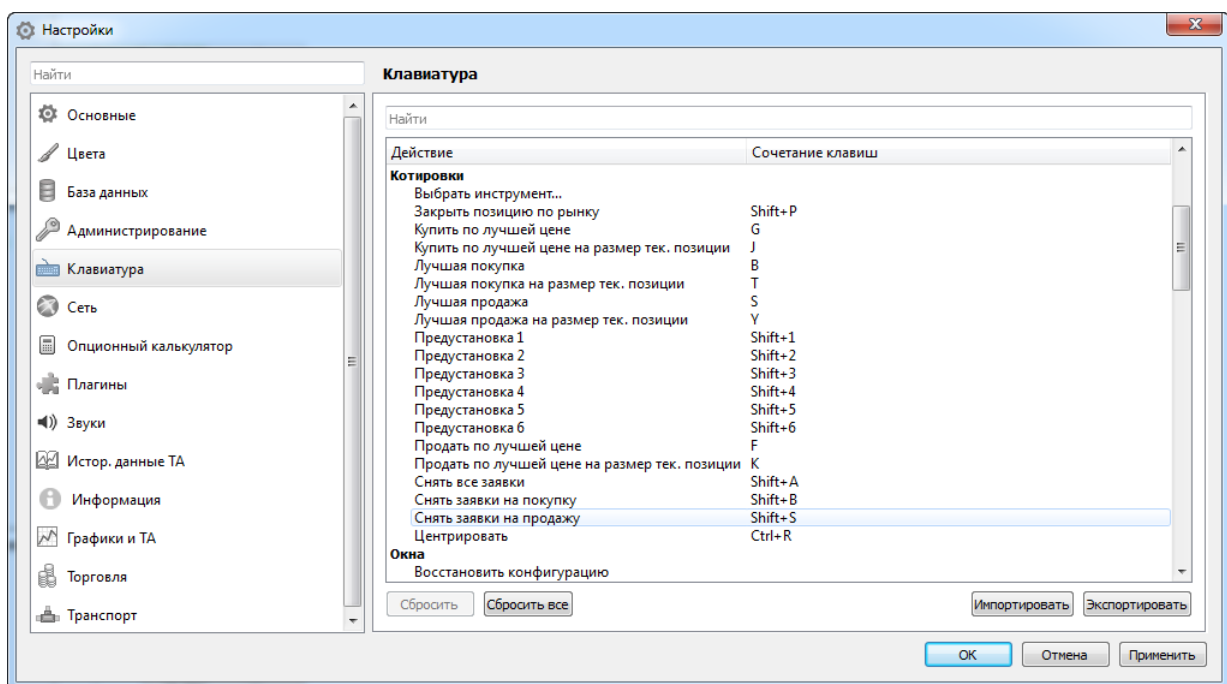 Настройки
Найти
Основные
Цвета
База данных
Администрирование
Клавиатура
Сеть
Опционный калькулятор
Плагины
Звуки
Истор. данные ТА
Информация
Графики и ТА
Торговля
Транспорт
Клавиатура
Найти
Действие Сочетание клавиш
Котировки
Выбрать инструмент...
Закрыть позицию по рынку Shift+P
Купить по лучшей цене G
Купить по лучшей цене на размер тек. позиции J
Лучшая покупка B
Лучшая покупка на размер тек. позиции T
Лучшая продажа S
Лучшая продажа на размер тек. позиции Y
Предустановка 1 Shift+1
Предустановка 2 Shift+2
Предустановка 3 Shift+3
Предустановка 4 Shift+4
Предустановка 5 Shift+5
Предустановка 6 Shift+6
Продать по лучшей цене F
Продать по лучшей цене на размер тек. позиции K
Снять все заявки Shift+A
Снять заявки на покупку Shift+B
Снять заявки на продажу Shift+S
Центрировать Ctrl+R
Окна
Восстановить конфигурацию
Сбросить Сбросить все Импортировать Экспортировать
OK Отмена Применить